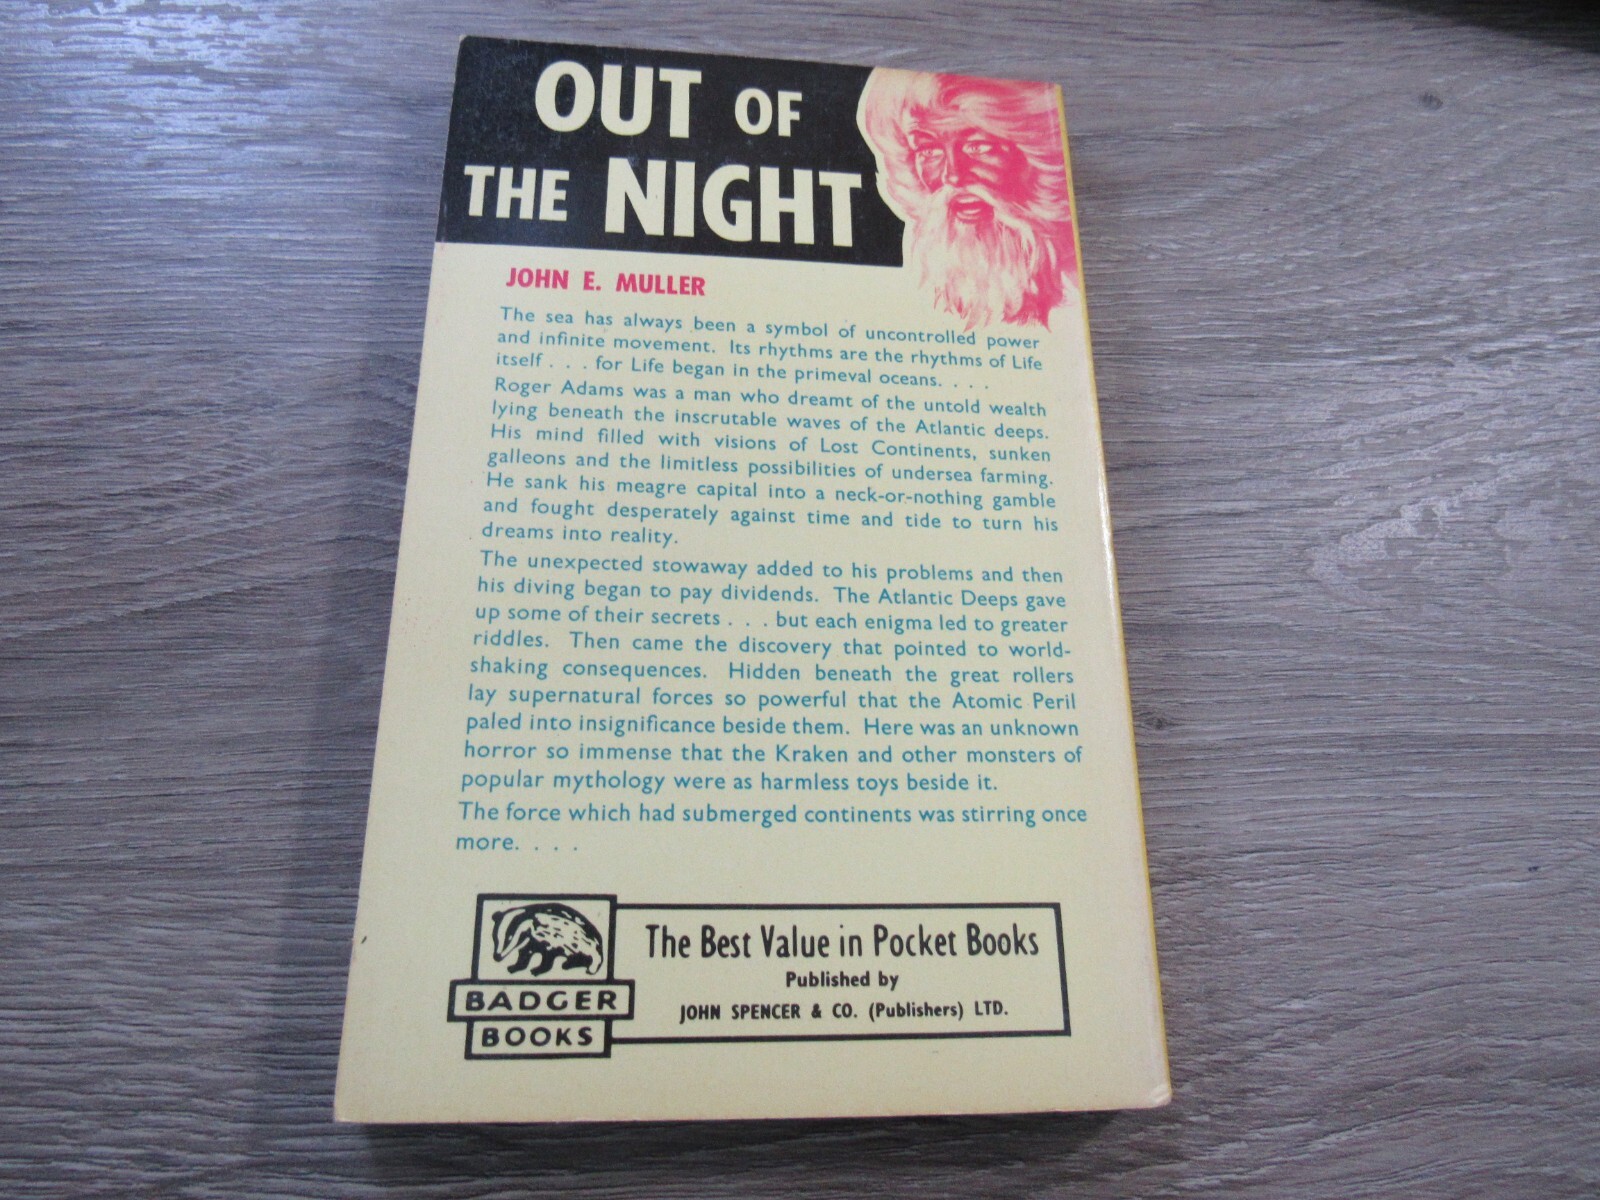 OUT OF
THE NIGHT
JOHN E. MULLER
The sea has always been a symbol of uncontrolled power
and infinite movement. Its rhythms are the rhythms of Life
itself . . . for Life began in the primeval oceans. . . .
Roger Adams was a man who dreamt of the untold wealth
lying beneath the inscrutable waves of the Atlantic deeps.
His mind filled with visions of Lost Continents, sunken
galleons and the limitless possibilities of undersea farming.
He sank his meagre capital into a neck-or-nothing gamble
and fought desperately against time and tide to turn his
dreams into reality.
The unexpected stowaway added to his problems and then
his diving began to pay dividends. The Atlantic Deeps gave
up some of their secrets . . . but each enigma led to greater
riddles. Then came the discovery that pointed to world-
shaking consequences. Hidden beneath the great rollers
lay supernatural forces so powerful that the Atomic Peril
paled into insignificance beside them. Here was an unknown
horror so immense that the Kraken and other monsters of
popular mythology were as harmless toys beside it.
The force which had submerged continents was stirring once
more. . . .
The Best Value in Pocket Books
Published by
JOHN SPENCER & CO. (Publishers) LTD.
BADGER
BOOKS